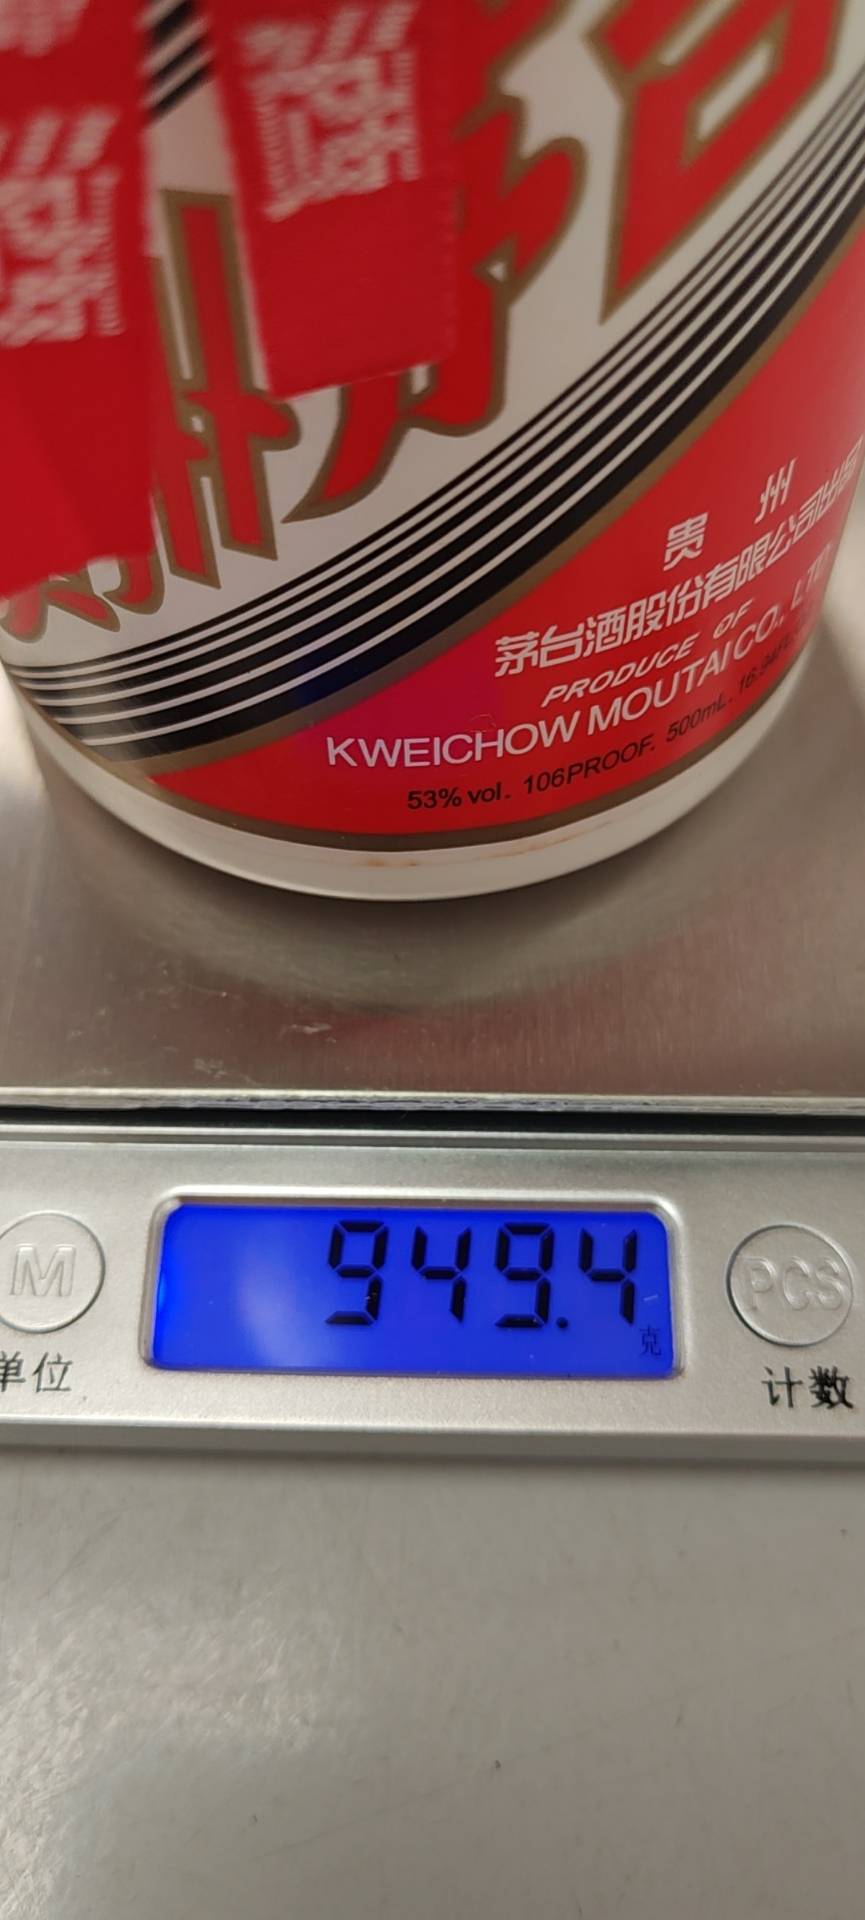 贵州
茅台酒股份有限公司出品
PRODUCE OF
KWEICHOW MOUTAI CO., LTD
53% vol. 106PROOF. 500mL.
M
949.4
克
PCS
单位
计数